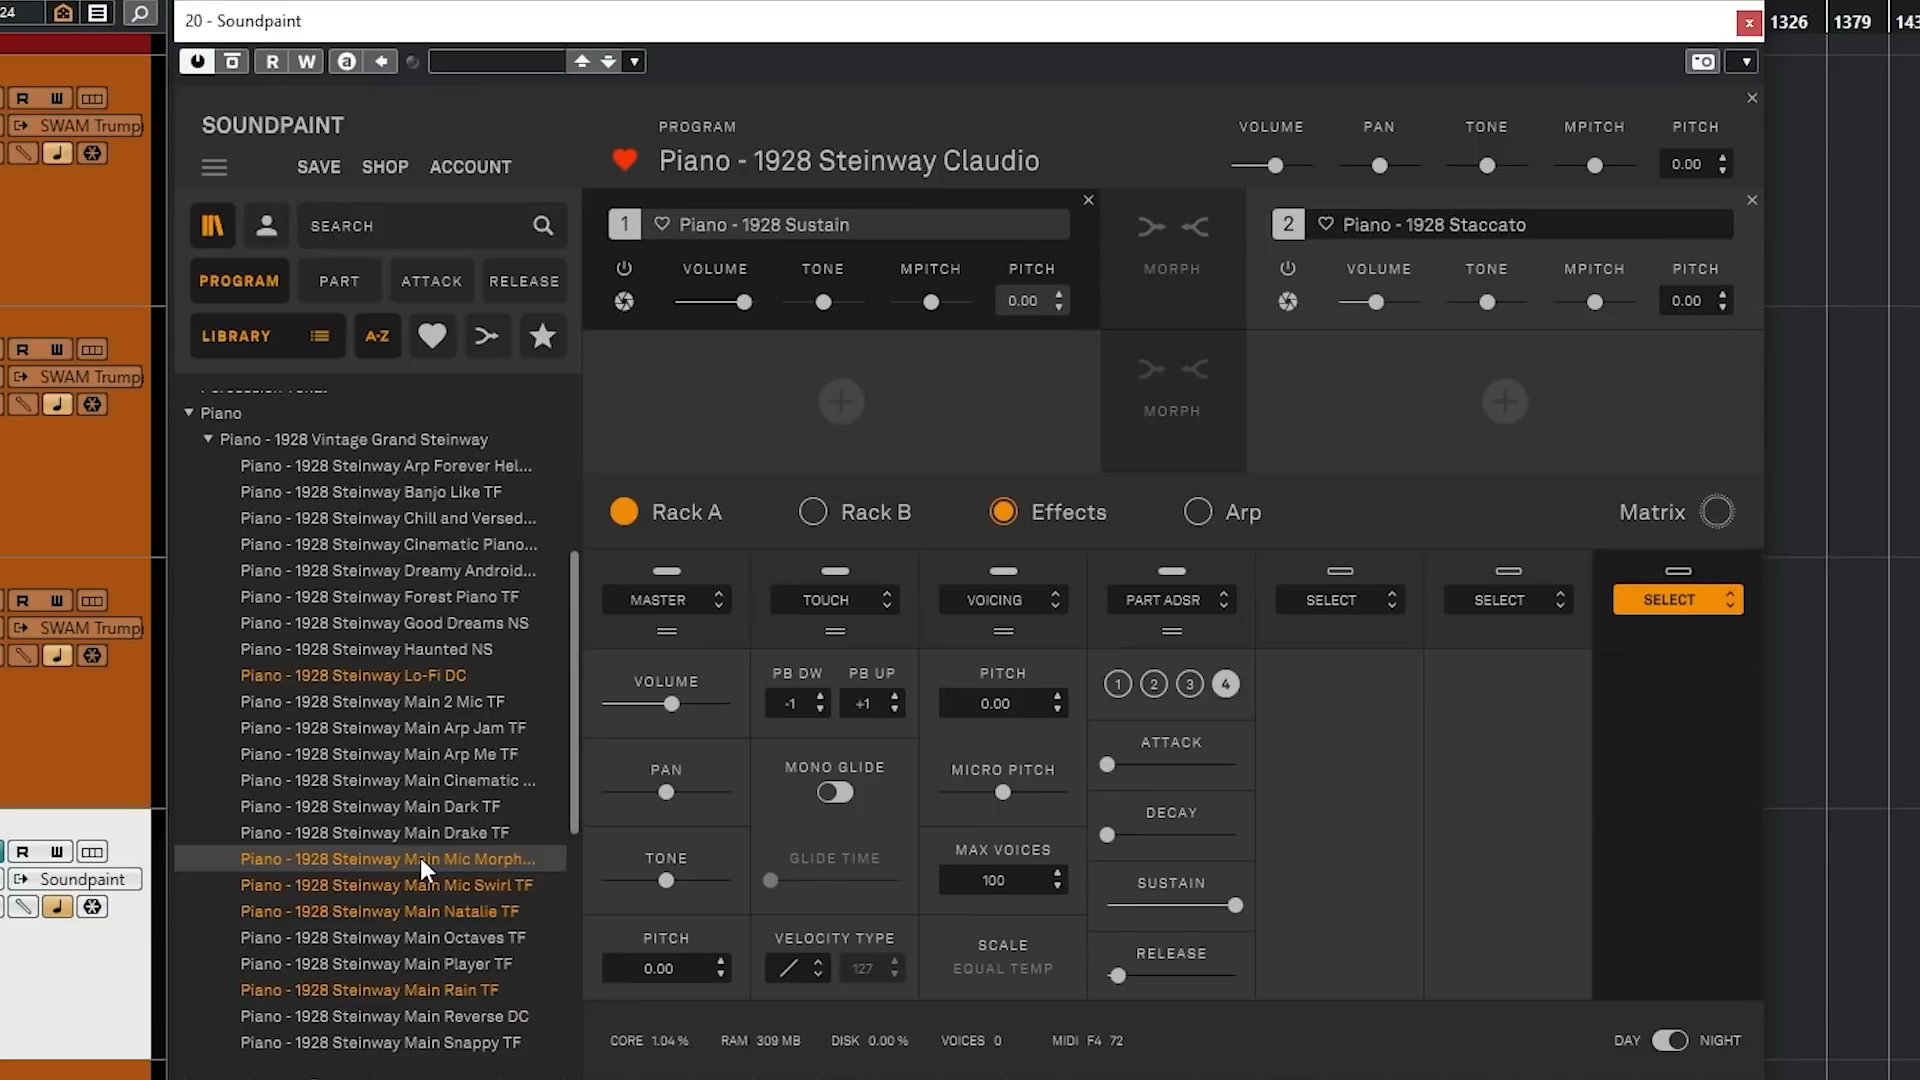 24
20 - Soundpaint
x
1326
1379
143
R
W
R W
SWAM Trump
R W
SWAM Trump
R W
SWAM Trump
R W
Soundpaint
SOUNDPAINT
SAVE
SHOP
ACCOUNT
SEARCH
PROGRAM
PART
ATTACK
RELEASE
LIBRARY
A-Z
Piano
Piano - 1928 Vintage Grand Steinway
Piano - 1928 Steinway Arp Forever Hel...
Piano - 1928 Steinway Banjo Like TF
Piano - 1928 Steinway Chill and Versed...
Piano - 1928 Steinway Cinematic Piano...
Piano - 1928 Steinway Dreamy Android...
Piano - 1928 Steinway Forest Piano TF
Piano - 1928 Steinway Good Dreams NS
Piano - 1928 Steinway Haunted NS
Piano - 1928 Steinway Lo-Fi DC
Piano - 1928 Steinway Main 2 Mic TF
Piano - 1928 Steinway Main Arp Jam TF
Piano - 1928 Steinway Main Arp Me TF
Piano - 1928 Steinway Main Cinematic ...
Piano - 1928 Steinway Main Dark TF
Piano - 1928 Steinway Main Drake TF
Piano - 1928 Steinway Main Mic Morph...
Piano - 1928 Steinway Main Mic Swirl TF
Piano - 1928 Steinway Main Natalie TF
Piano - 1928 Steinway Main Octaves TF
Piano - 1928 Steinway Main Player TF
Piano - 1928 Steinway Main Rain TF
Piano - 1928 Steinway Main Reverse DC
Piano - 1928 Steinway Main Snappy TF
PROGRAM
Piano - 1928 Steinway Claudio
VOLUME
PAN
TONE
MPITCH
PITCH
0.00
1
Piano - 1928 Sustain
VOLUME
TONE
MPITCH
PITCH
0.00
MORPH
2
Piano - 1928 Staccato
VOLUME
TONE
MPITCH
PITCH
0.00
MORPH
Rack A
Rack B
Effects
Arp
Matrix
MASTER
TOUCH
VOICING
PART ADSR
SELECT
SELECT
SELECT
VOLUME
PAN
TONE
PITCH
0.00
PB DW
PB UP
-1
+1
MONO GLIDE
GLIDE TIME
VELOCITY TYPE
127
PITCH
0.00
MICRO PITCH
MAX VOICES
100
SCALE
EQUAL TEMP
1
2
3
4
ATTACK
DECAY
SUSTAIN
RELEASE
CORE 1.04 %
RAM 309 MB
DISK 0.00 %
VOICES 0
MIDI F4 72
DAY
NIGHT